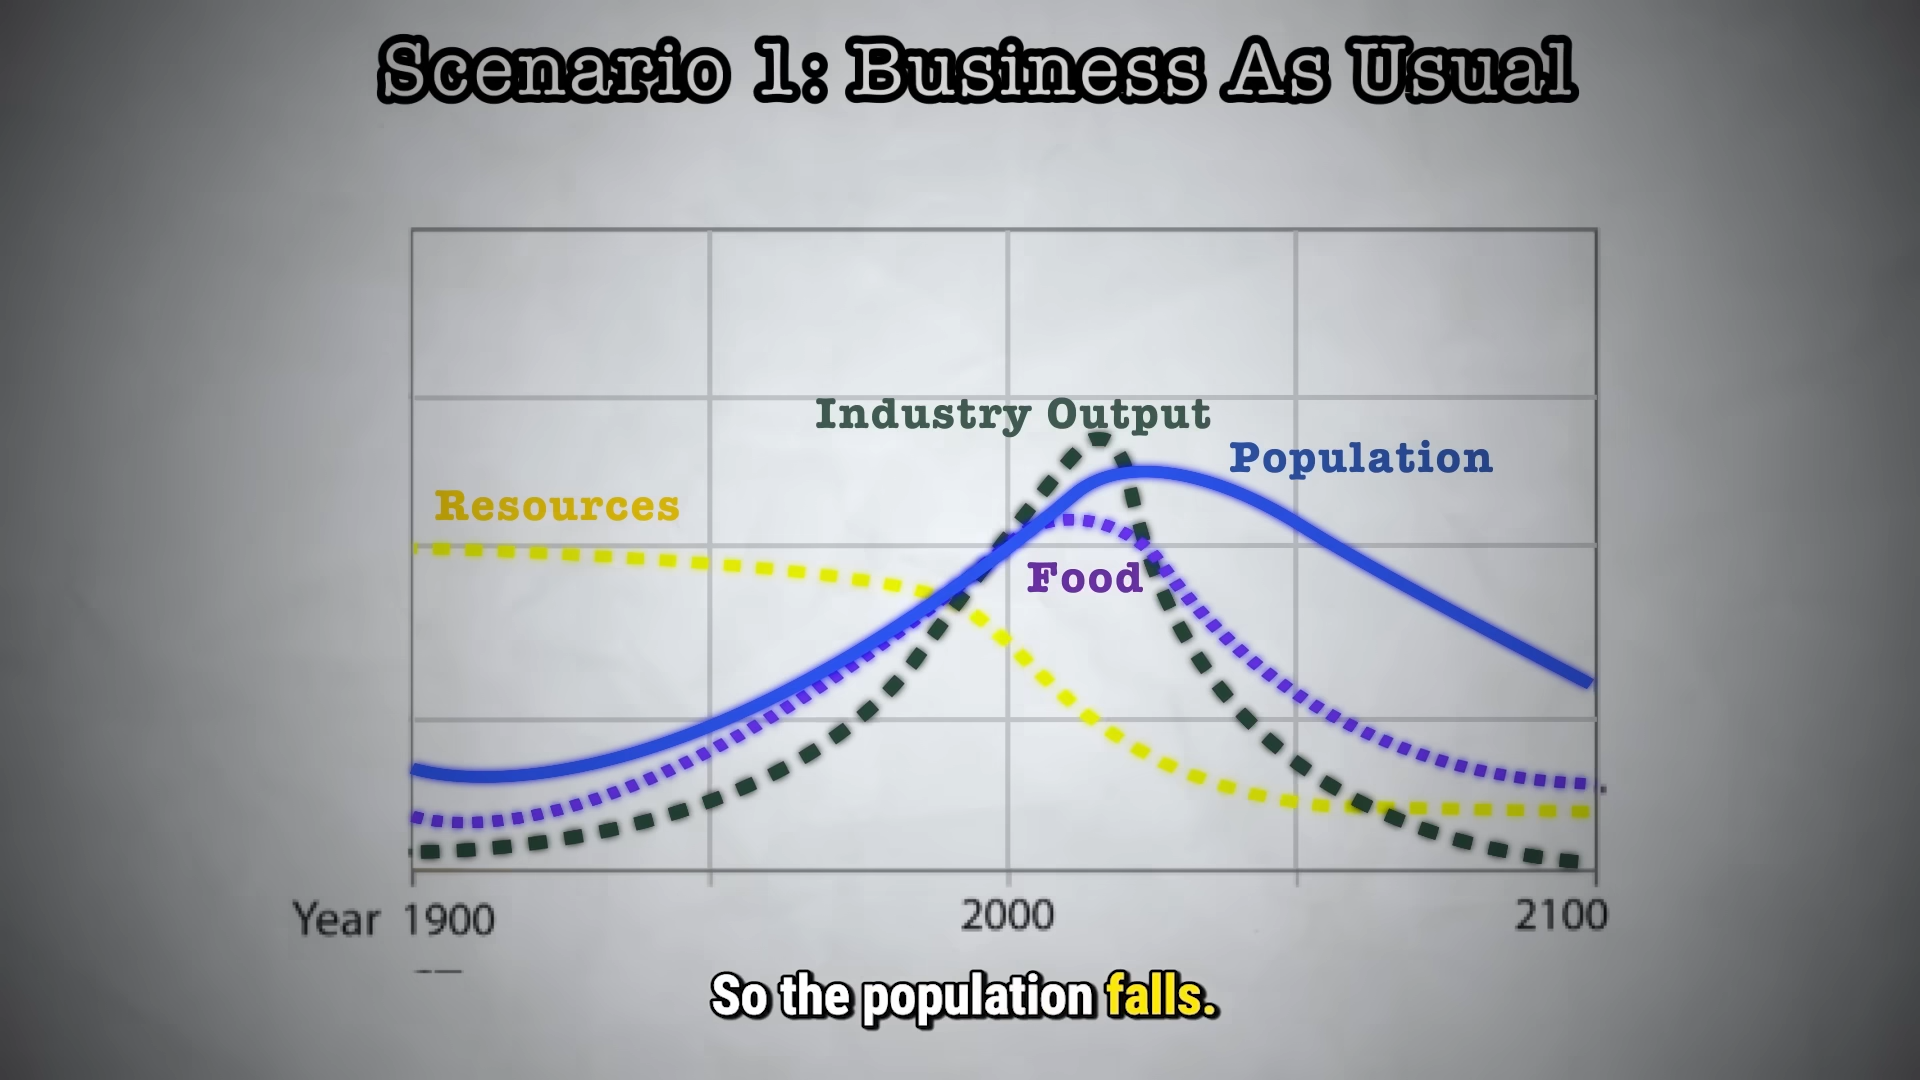 Scenario 1: Business As Usual
Industry Output
Population
Resources
Food
Year 1900 2000 2100
So the population falls.